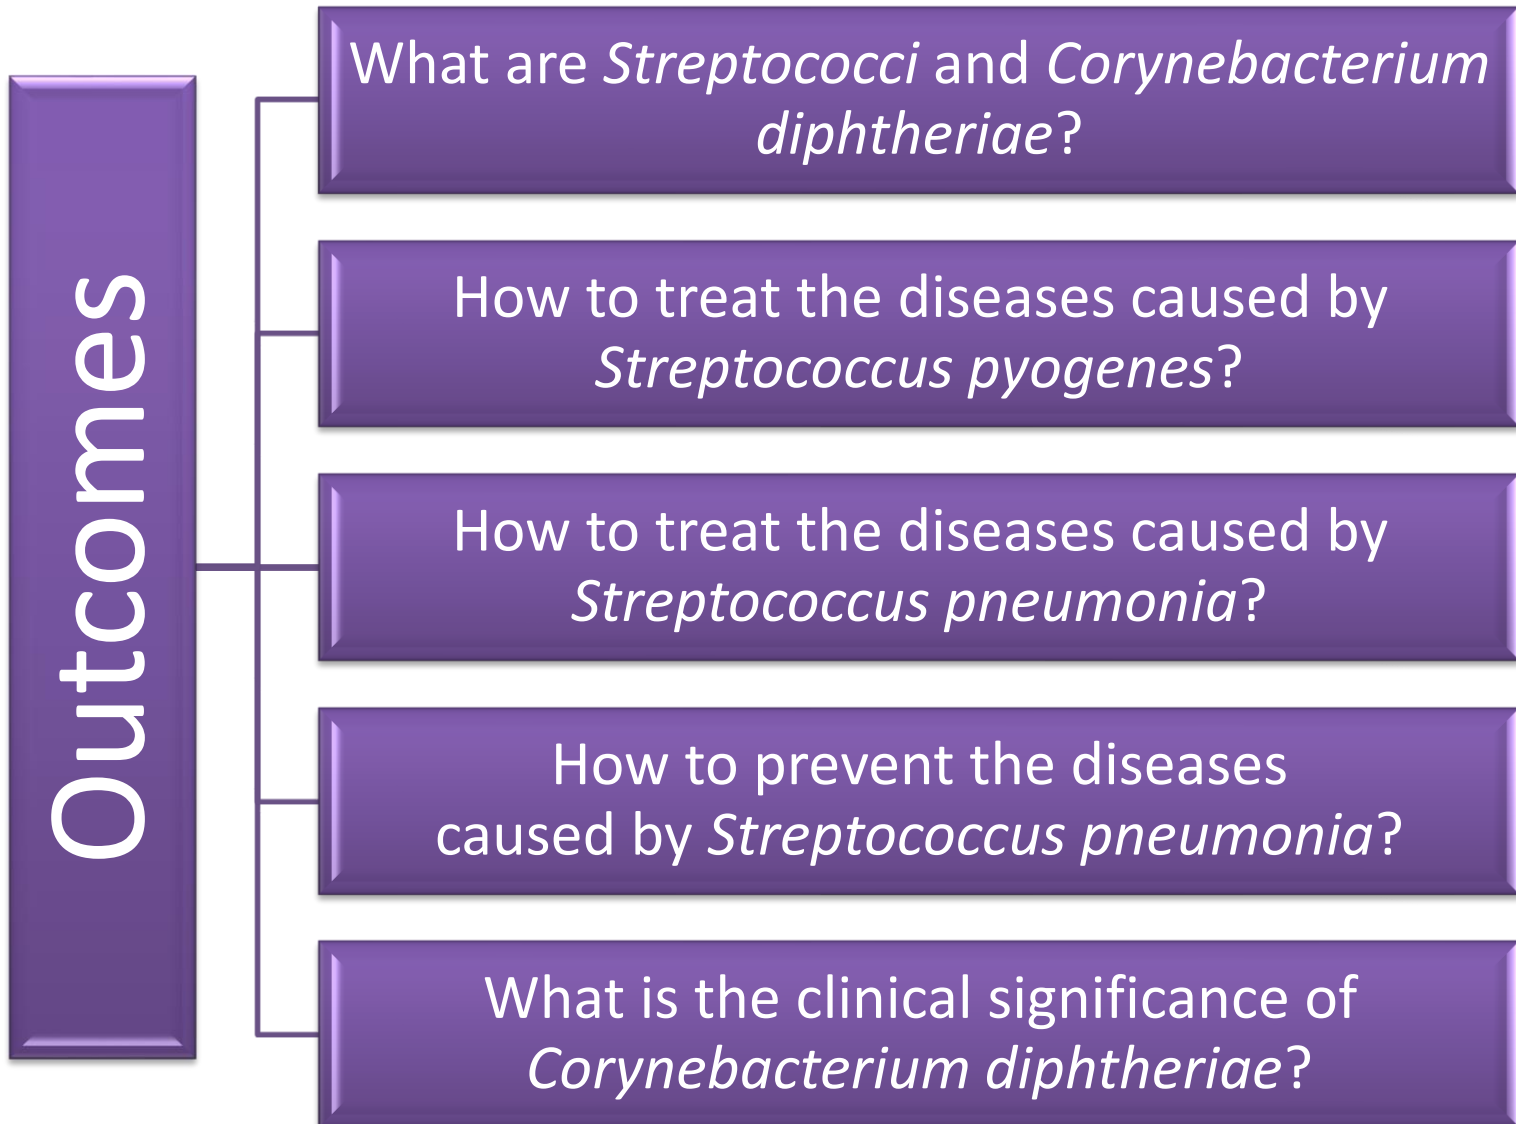 Outcomes
What are Streptococci and Corynebacterium
diphtheriae?
How to treat the diseases caused by
Streptococcus pyogenes?
How to treat the diseases caused by
Streptococcus pneumonia?
How to prevent the diseases
caused by Streptococcus pneumonia?
What is the clinical significance of
Corynebacterium diphtheriae?